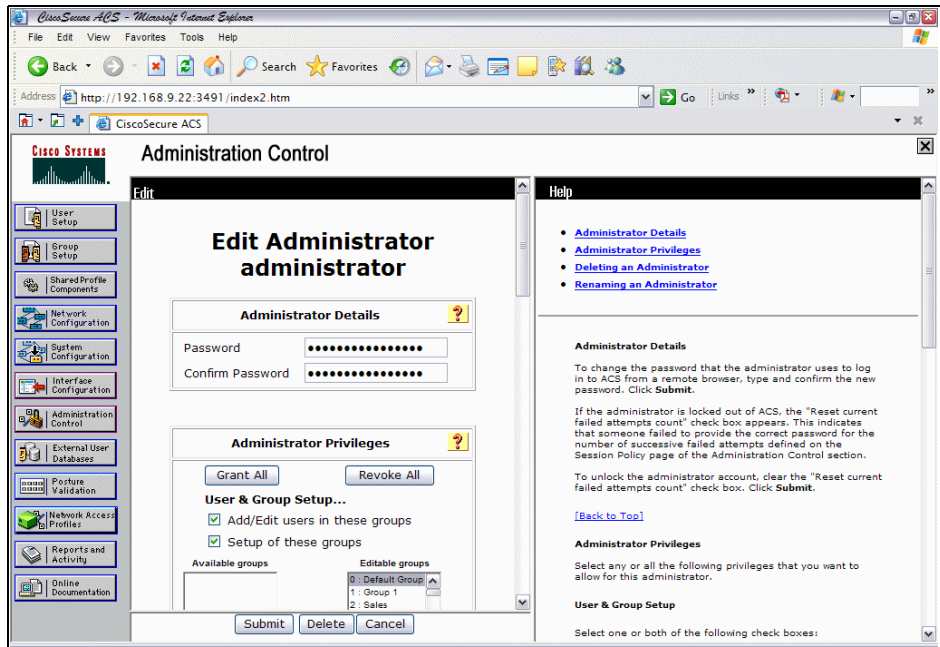 CiscoSecure ACS - Microsoft Internet Explorer
File Edit View Favorites Tools Help
Back Search Favorites
Address http://192.168.9.22:3491/index2.htm Go Links »
CiscoSecure ACS
CISCO SYSTEMS
Administration Control
User Setup
Group Setup
Shared Profile Components
Network Configuration
System Configuration
Interface Configuration
Administration Control
External User Databases
Posture Validation
Network Access Profiles
Reports and Activity
Online Documentation
Edit
Edit Administrator
administrator
Administrator Details ?
Password ••••••••••••••••
Confirm Password ••••••••••••••••
Administrator Privileges ?
Grant All Revoke All
User & Group Setup...
Add/Edit users in these groups
Setup of these groups
Available groups Editable groups
0 : Default Group
1 : Group 1
2 : Sales
Submit Delete Cancel
Help
• Administrator Details
• Administrator Privileges
• Deleting an Administrator
• Renaming an Administrator
Administrator Details
To change the password that the administrator uses to log
in to ACS from a remote browser, type and confirm the new
password. Click Submit.
If the administrator is locked out of ACS, the "Reset current
failed attempts count" check box appears. This indicates
that someone failed to provide the correct password for the
number of successive failed attempts defined on the
Session Policy page of the Administration Control section.
To unlock the administrator account, clear the "Reset current
failed attempts count" check box. Click Submit.
[Back to Top]
Administrator Privileges
Select any or all the following privileges that you want to
allow for this administrator.
User & Group Setup
Select one or both of the following check boxes: